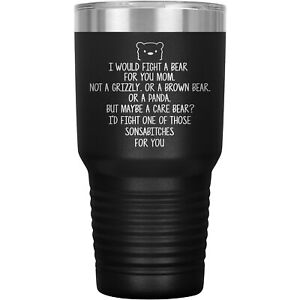 I WOULD FIGHT A BEAR
FOR YOU MOM.
NOT A GRIZZLY. OR A BROWN BEAR.
OR A PANDA.
BUT MAYBE A CARE BEAR?
I'D FIGHT ONE OF THOSE
SONSABITCHES
FOR YOU